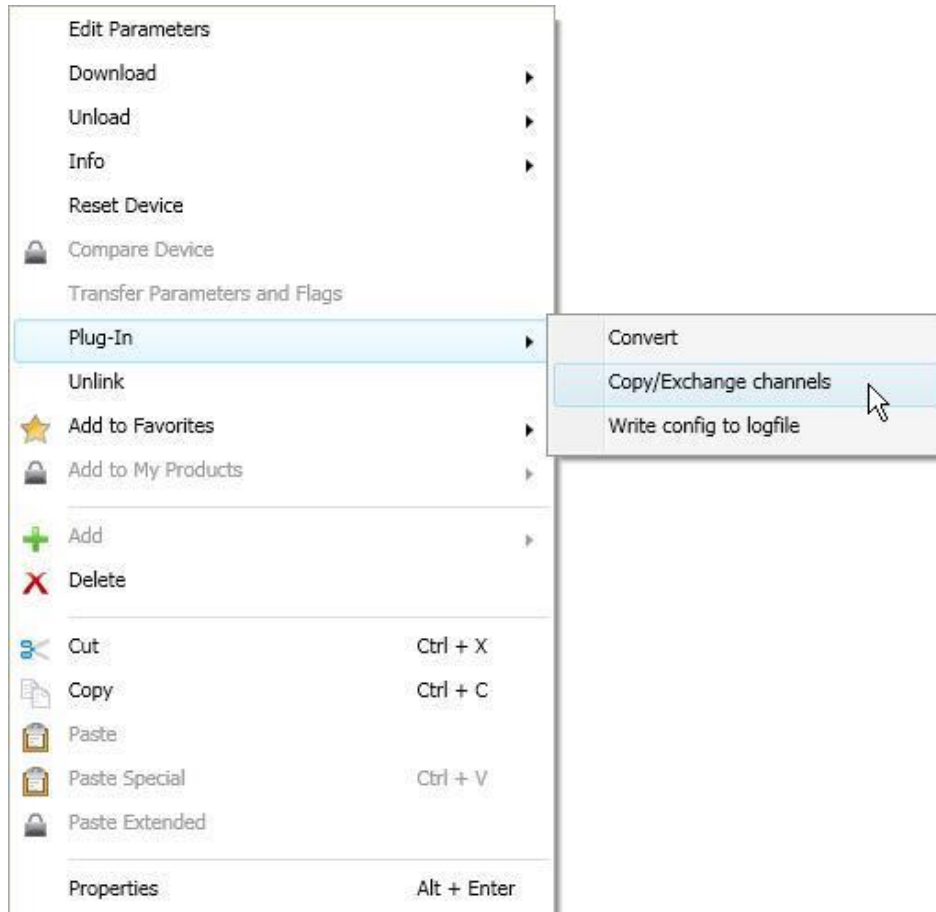 Edit Parameters
Download
Unload
Info
Reset Device
Compare Device
Transfer Parameters and Flags
Plug-In
Convert
Unlink
Copy/Exchange channels
Add to Favorites
Write config to logfile
Add to My Products
Add
Delete
Cut Ctrl + X
Copy Ctrl + C
Paste
Paste Special Ctrl + V
Paste Extended
Properties Alt + Enter